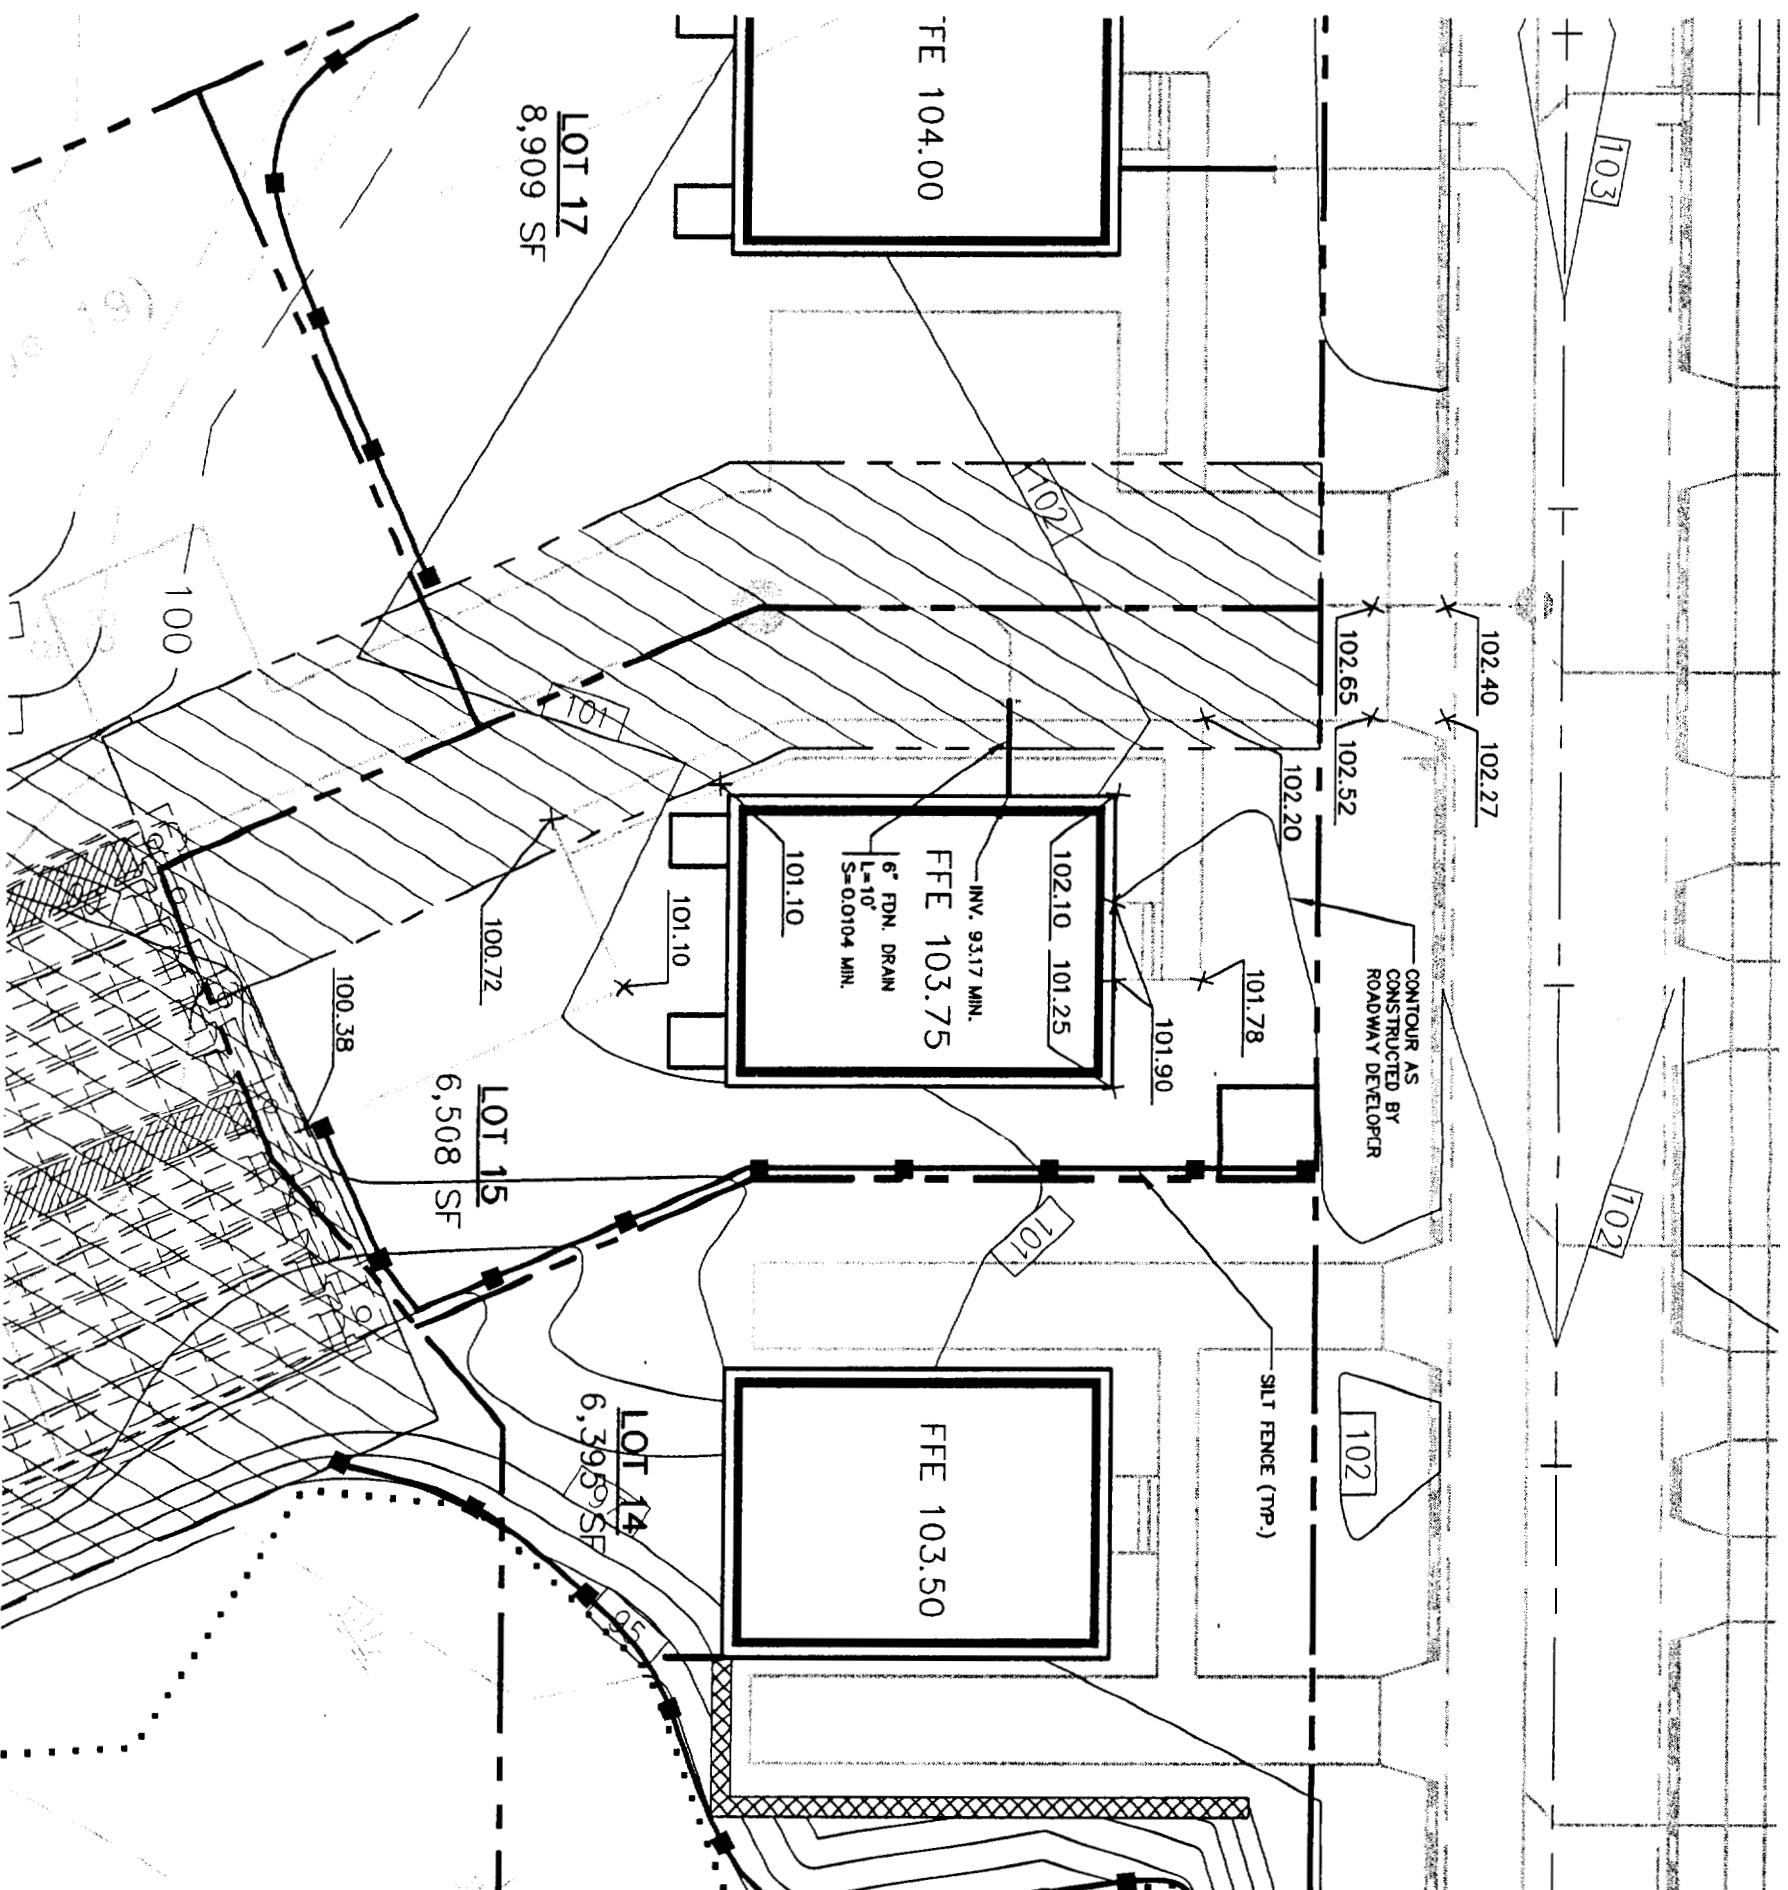 FFE 104.00
103
LOT 17
8,909 SF
102
102.40
102.65
102.27
102.52
102.20
101
100
101.10
102.10
101.25
FFE 103.75
INV. 93.17 MIN.
6" FDN. DRAIN
L=10'
S=0.0104 MIN.
101.10
100.72
100.38
101.78
101.90
CONTOUR AS
CONSTRUCTED BY
ROADWAY DEVELOPER
LOT 15
6,508 SF
101
102
SILT FENCE (TYP.)
102
LOT 14
FFE 103.50
95